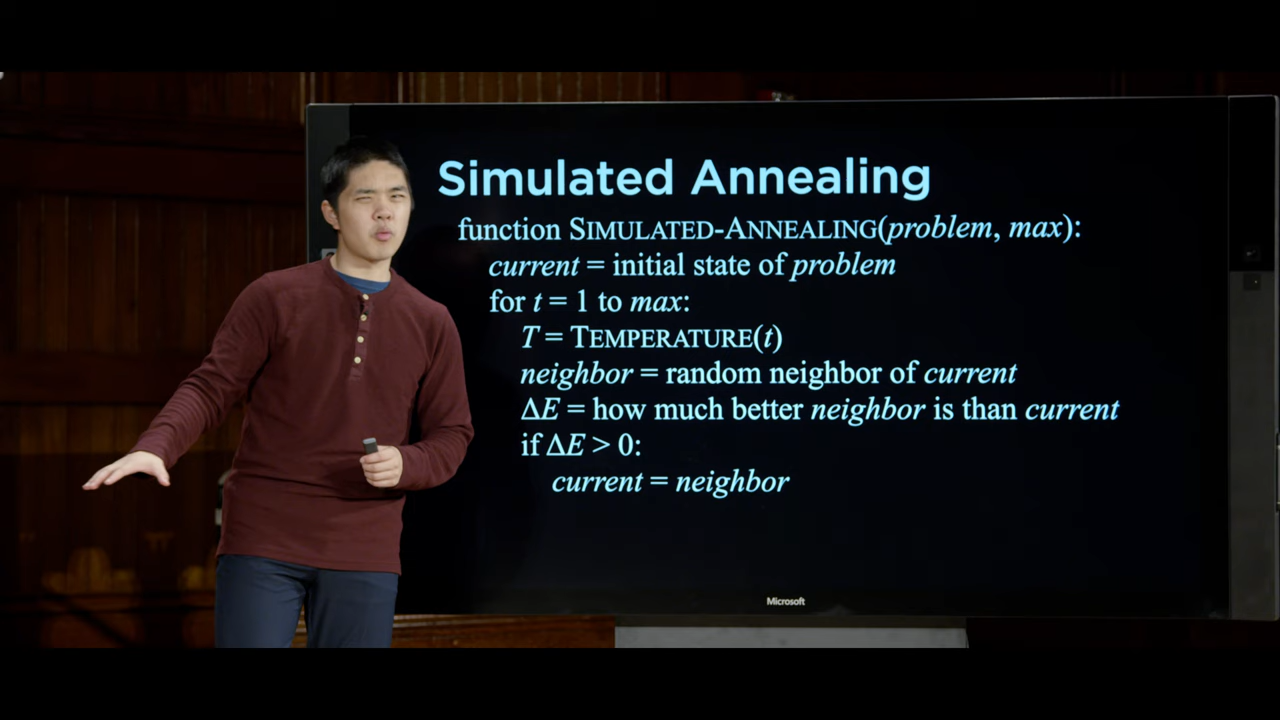 Simulated Annealing
function SIMULATED-ANNEALING(problem, max):
current = initial state of problem
for t = 1 to max:
T = TEMPERATURE(t)
neighbor = random neighbor of current
ΔE = how much better neighbor is than current
if ΔE > 0:
current = neighbor
Microsoft